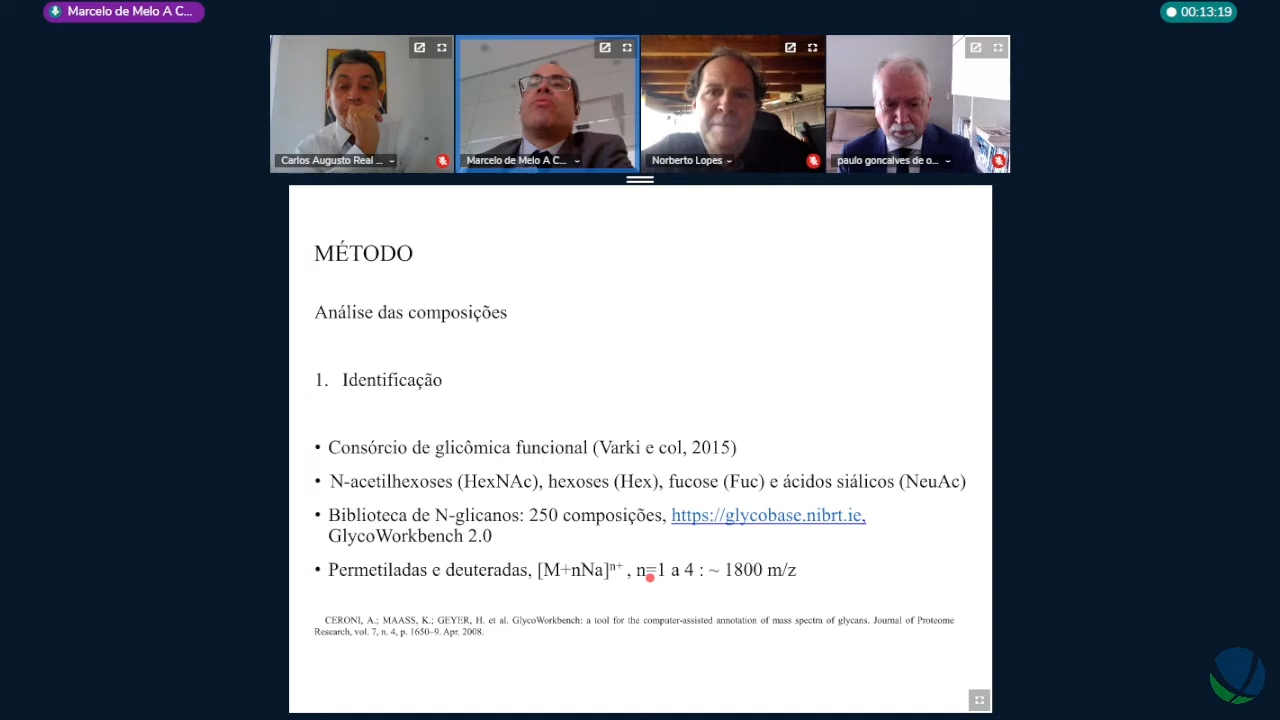 Marcelo de Melo A C...
00:13:19
Carlos Augusto Real ...
Marcelo de Melo A C...
Norberto Lopes
paulo goncalves de o...
MÉTODO
Análise das composições
1. Identificação
• Consórcio de glicômica funcional (Varki e col, 2015)
• N-acetilhexoses (HexNAc), hexoses (Hex), fucose (Fuc) e ácidos siálicos (NeuAc)
• Biblioteca de N-glicanos: 250 composições, https://glycobase.nibrt.ie,
GlycoWorkbench 2.0
• Permetiladas e deuteradas, [M+nNa]ⁿ⁺ , n=1 a 4 : ~ 1800 m/z
CERONI, A.; MAASS, K.; GEYER, H. et al. GlycoWorkbench: a tool for the computer-assisted annotation of mass spectra of glycans. Journal of Proteome
Research, vol. 7, n. 4, p. 1650–9. Apr. 2008.